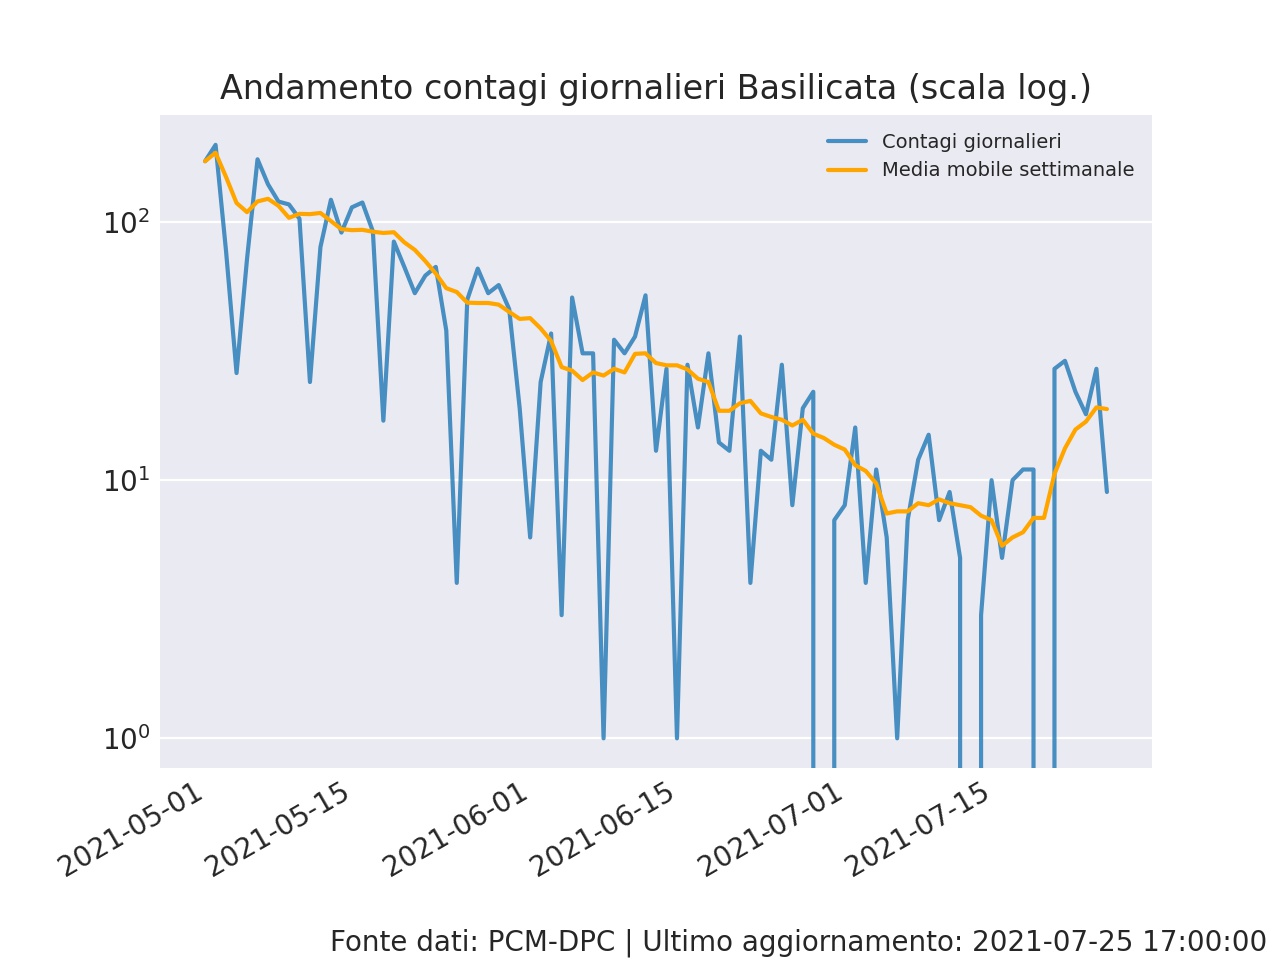 Andamento contagi giornalieri Basilicata (scala log.)
Contagi giornalieri
Media mobile settimanale
10²
10¹
10⁰
2021-05-01
2021-05-15
2021-06-01
2021-06-15
2021-07-01
2021-07-15
Fonte dati: PCM-DPC | Ultimo aggiornamento: 2021-07-25 17:00:00